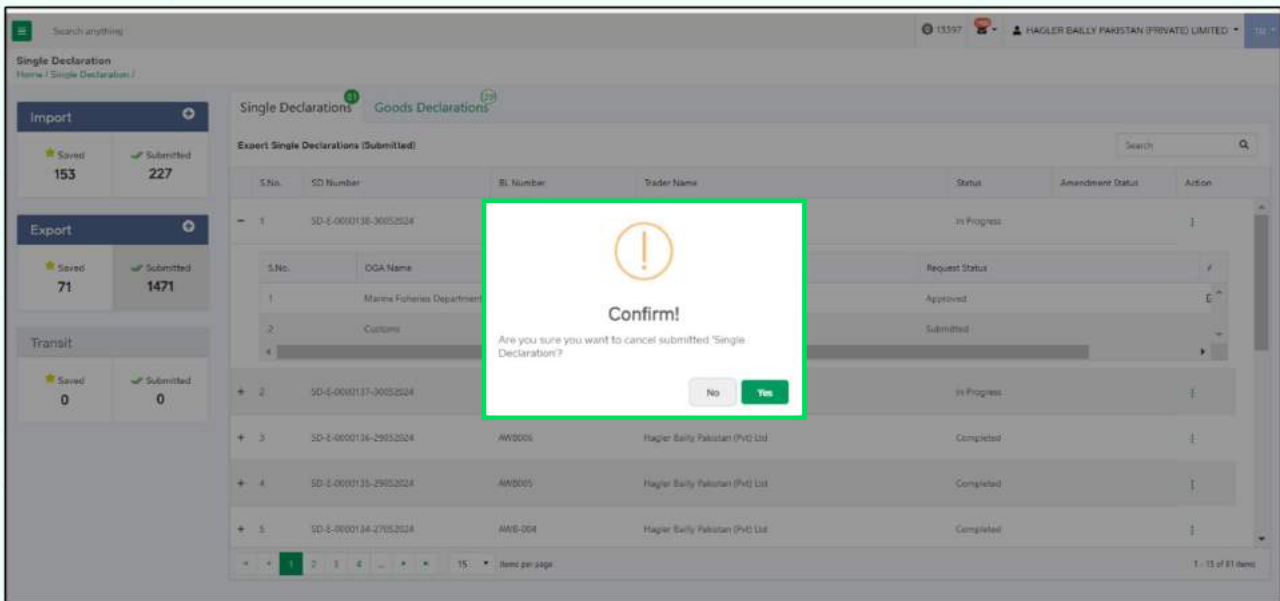 Search anything
13397
HAGLER BAILLY PAKISTAN (PRIVATE) LIMITED
Single Declaration
Home / Single Declaration /
Import
Saved
Submitted
153
227
Export
Saved
Submitted
71
1471
Transit
Saved
Submitted
0
0
Single Declarations
Goods Declarations
Export Single Declarations (Submitted)
Search
S.No. SD Number BL Number Trader Name Status Amendment Status Action
- 1 SD-E-0000138-30052024 In Progress
S.No. OGA Name Request Status
1 Marine Fisheries Department Approved
2 Customs Submitted
Confirm!
Are you sure you want to cancel submitted 'Single
Declaration'?
No
Yes
+ 2 SD-E-0000137-30052024 In Progress
+ 3 SD-E-0000136-29052024 AWB006 Hagler Bailly Pakistan (Pvt) Ltd Completed
+ 4 SD-E-0000135-29052024 AWB005 Hagler Bailly Pakistan (Pvt) Ltd Completed
+ 5 SD-E-0000134-27052024 AWB-004 Hagler Bailly Pakistan (Pvt) Ltd Completed
1 2 3 4 ... 15 items per page
1 - 15 of 81 items